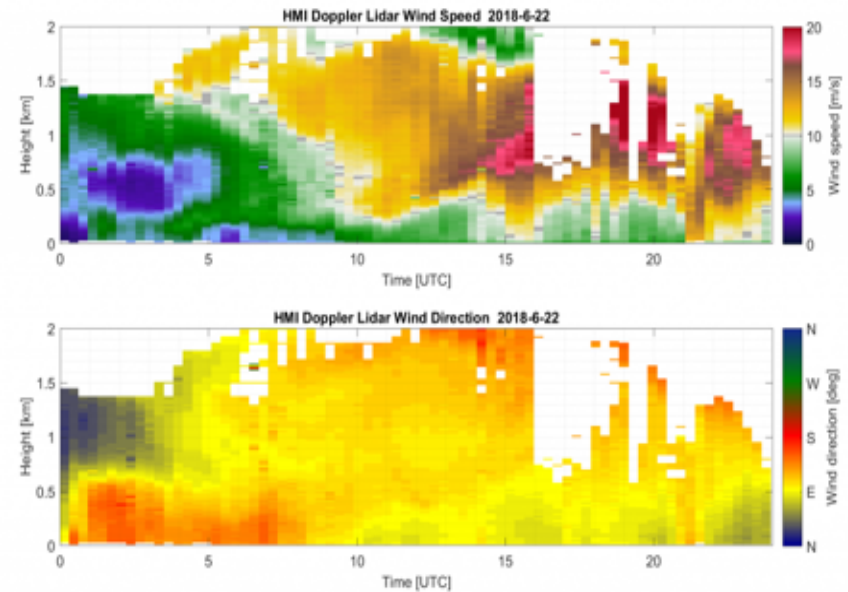 HMI Doppler Lidar Wind Speed 2018-6-22
2
1.5
1
0.5
0
Height [km]
0 5 10 15 20
Time [UTC]
20
15
10
5
0
Wind speed [m/s]
HMI Doppler Lidar Wind Direction 2018-6-22
2
1.5
1
0.5
0
Height [km]
0 5 10 15 20
Time [UTC]
N
W
S
E
N
Wind direction [deg]